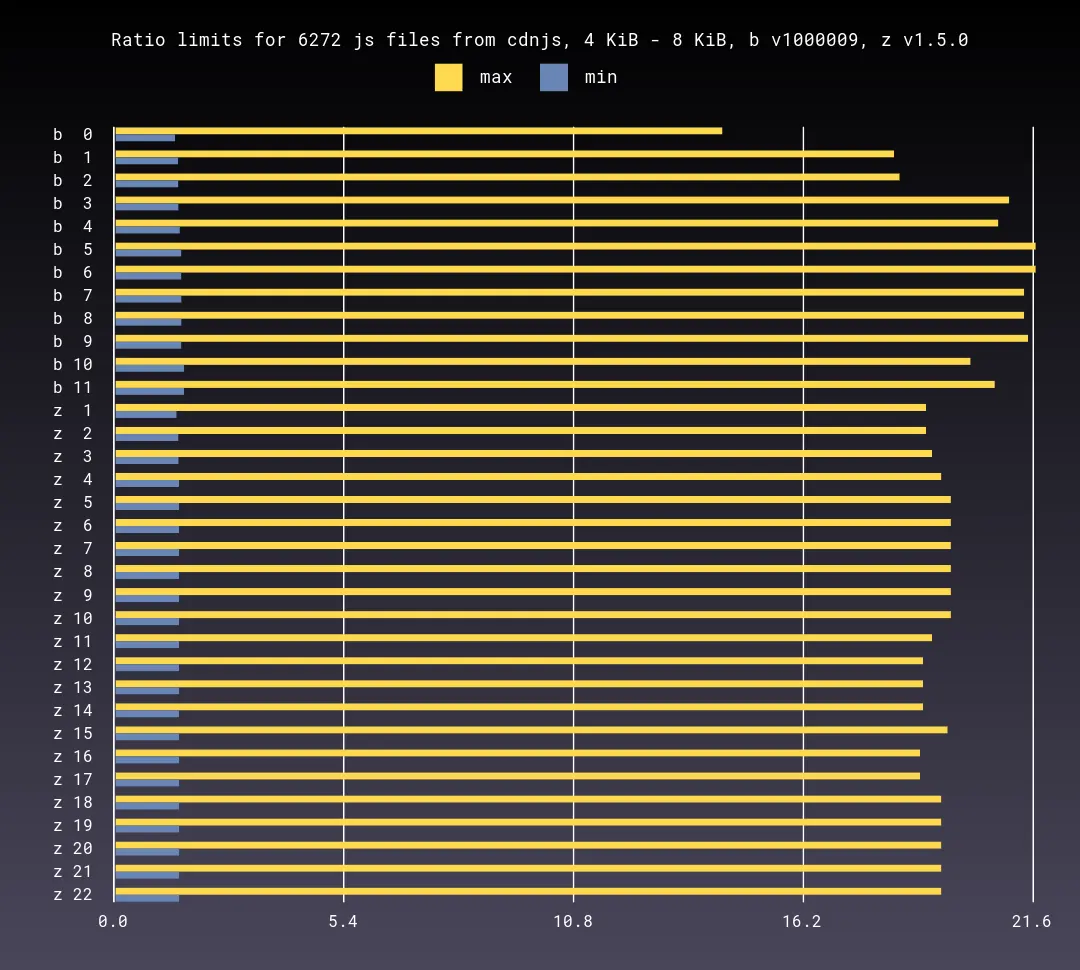 Ratio limits for 6272 js files from cdnjs, 4 KiB - 8 KiB, b v1000009, z v1.5.0
max min
b 0
b 1
b 2
b 3
b 4
b 5
b 6
b 7
b 8
b 9
b 10
b 11
z 1
z 2
z 3
z 4
z 5
z 6
z 7
z 8
z 9
z 10
z 11
z 12
z 13
z 14
z 15
z 16
z 17
z 18
z 19
z 20
z 21
z 22
0.0 5.4 10.8 16.2 21.6